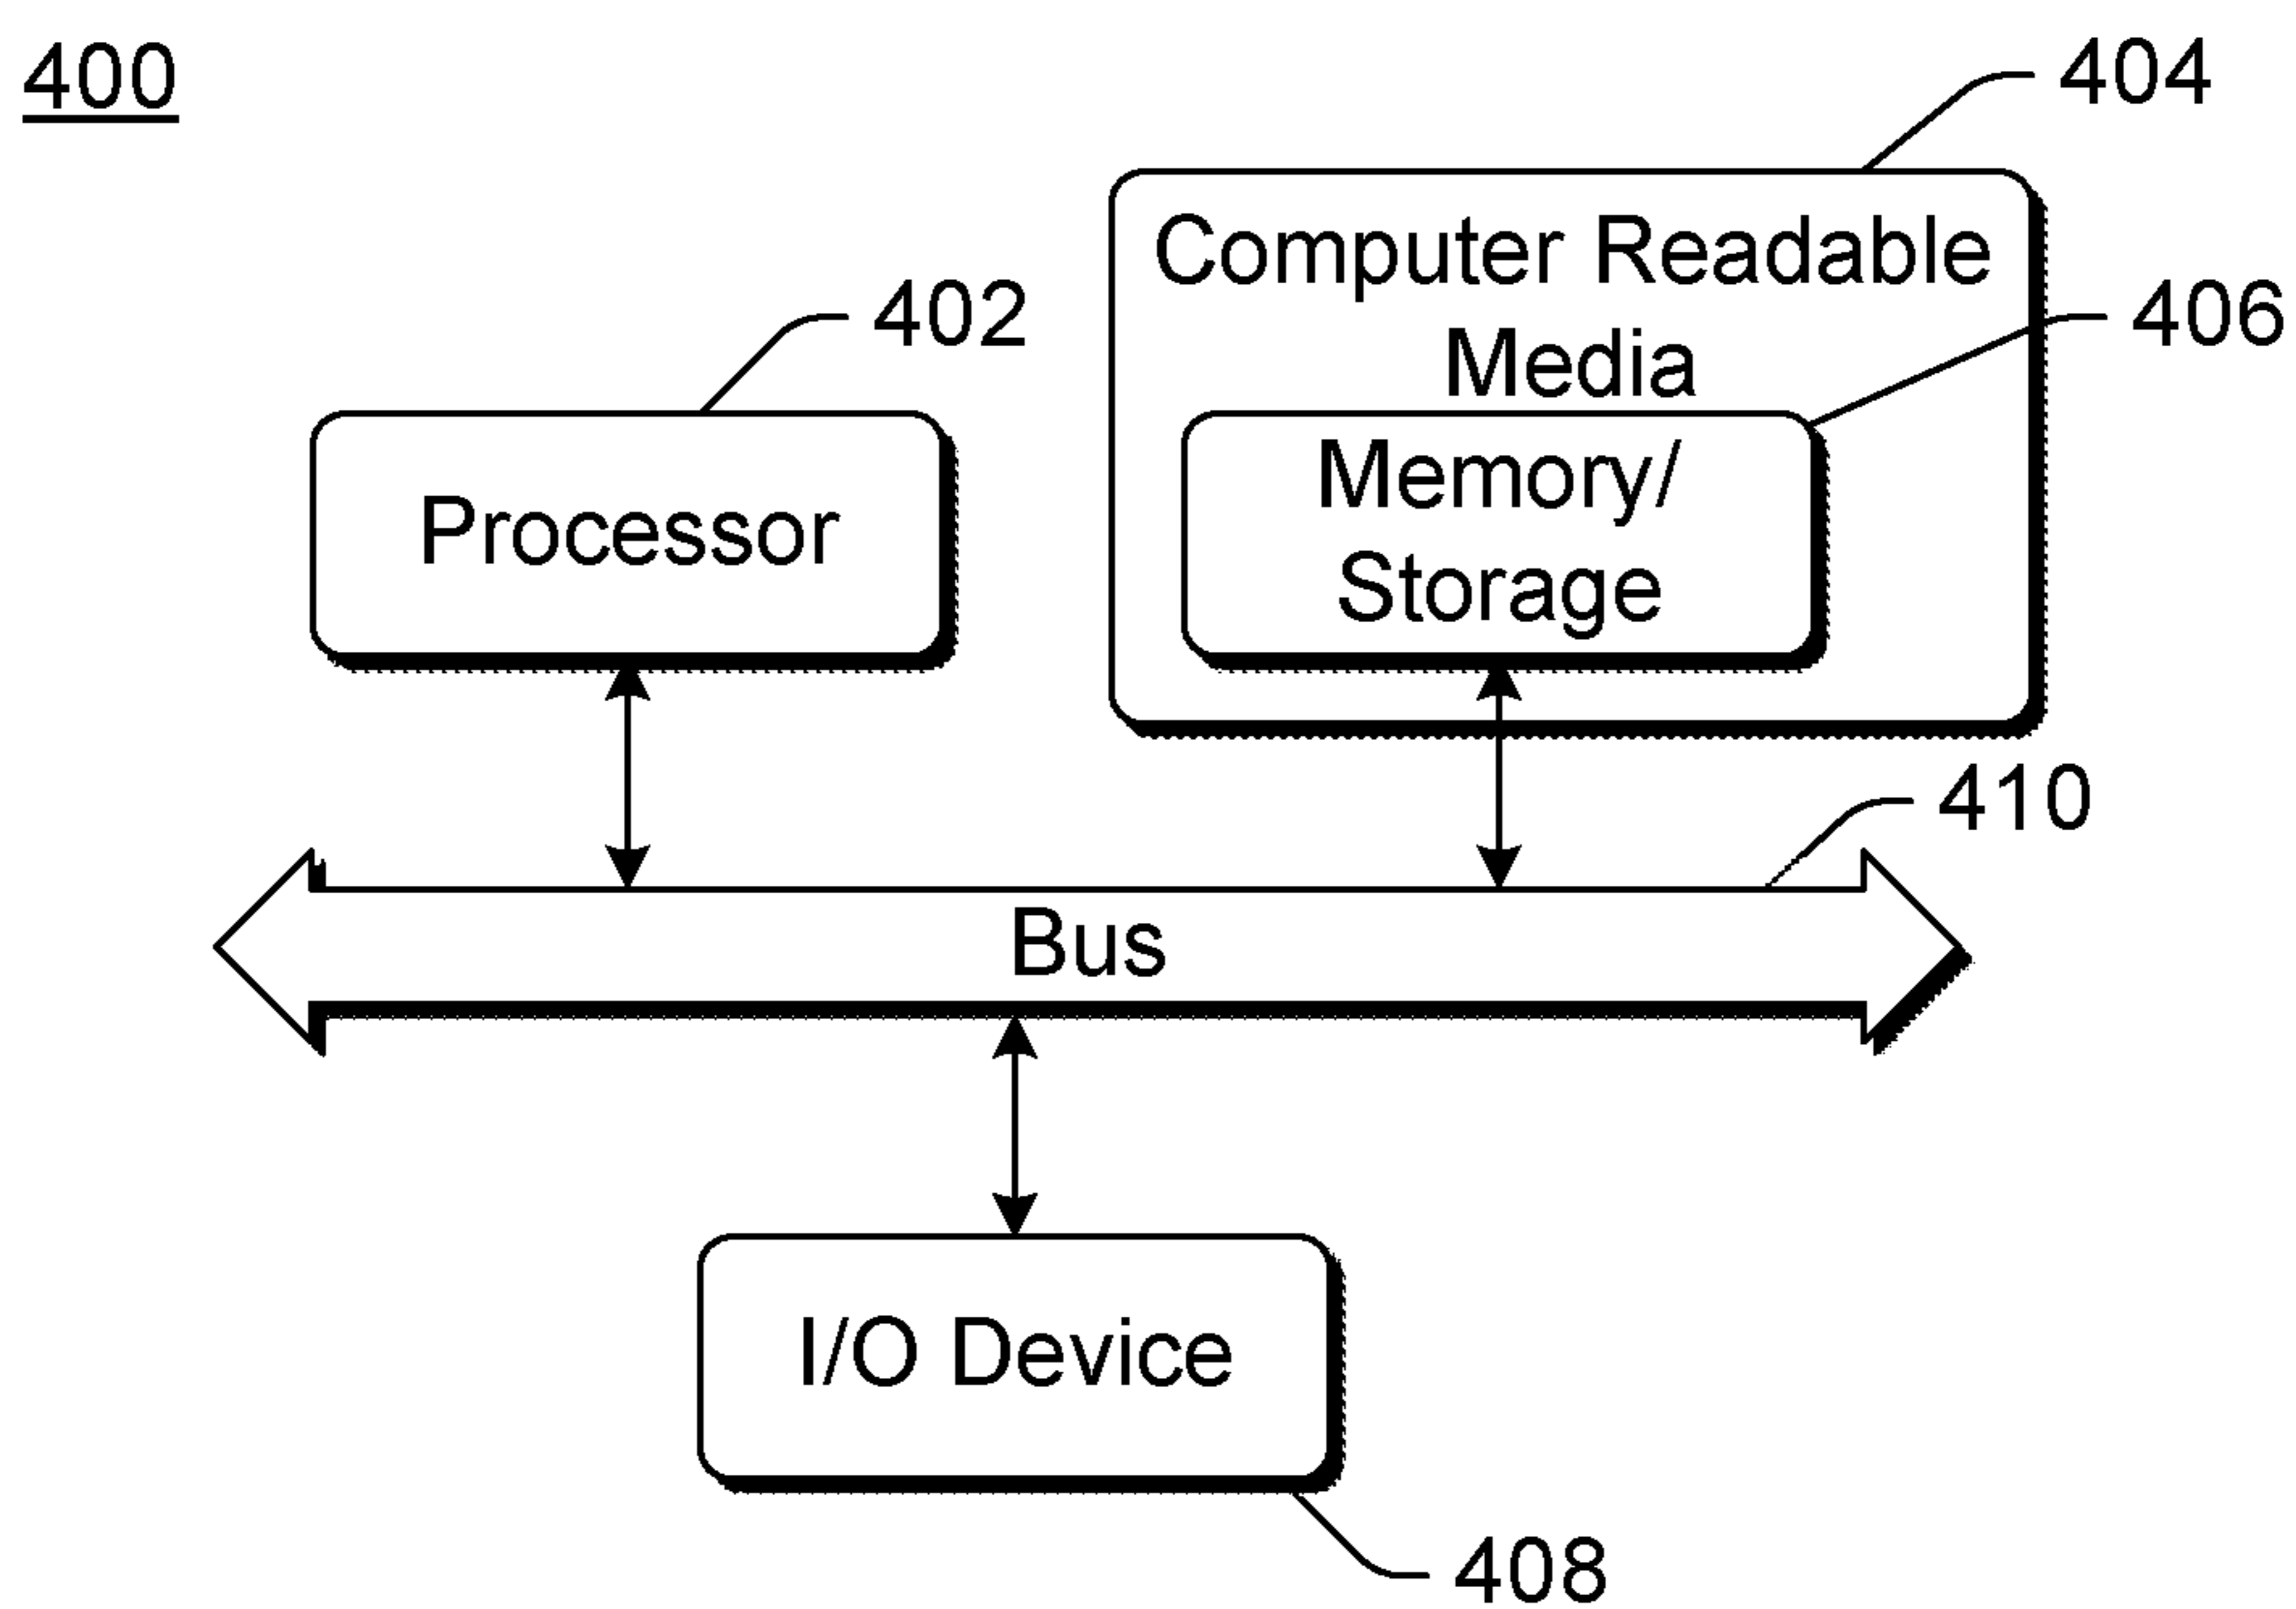 400
404
Computer Readable
Media
402
406
Processor
Memory/
Storage
410
Bus
I/O Device
408